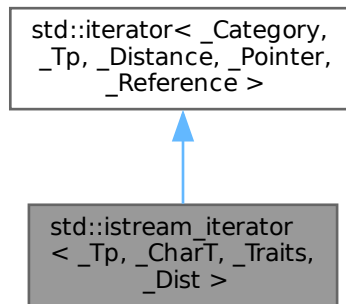 std::iterator< _Category,
_Tp, _Distance, _Pointer,
_Reference >
std::istream_iterator
< _Tp, _CharT, _Traits,
_Dist >